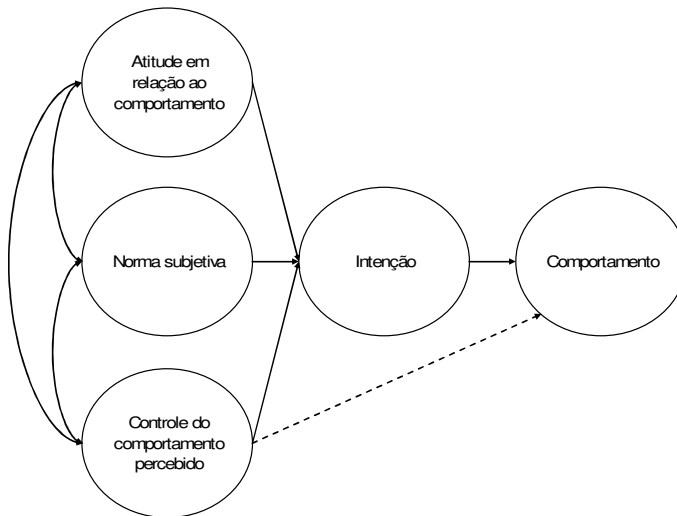 Atitude em
relação ao
comportamento
Norma subjetiva
Intenção
Comportamento
Controle do
comportamento
percebido